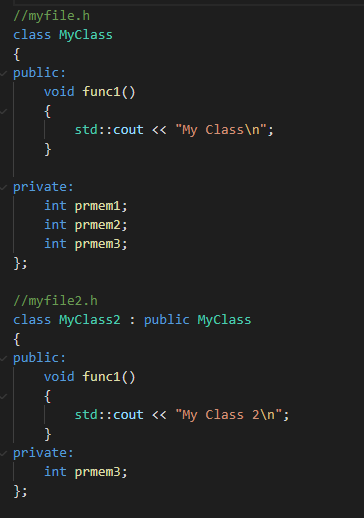 //myfile.h
class MyClass
{
public:
    void func1()
    {
        std::cout << "My Class\n";
    }

private:
    int prmem1;
    int prmem2;
    int prmem3;
};

//myfile2.h
class MyClass2 : public MyClass
{
public:
    void func1()
    {
        std::cout << "My Class 2\n";
    }
private:
    int prmem3;
};